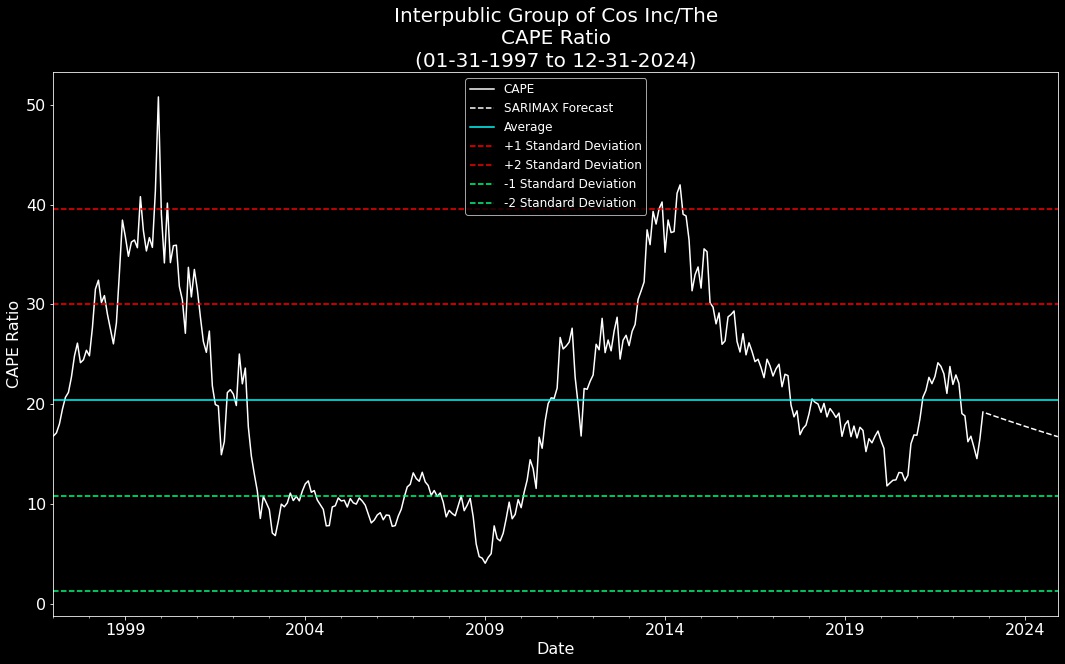 Interpublic Group of Cos Inc/The
CAPE Ratio
(01-31-1997 to 12-31-2024)
CAPE
SARIMAX Forecast
Average
+1 Standard Deviation
+2 Standard Deviation
-1 Standard Deviation
-2 Standard Deviation
CAPE Ratio
50
40
30
20
10
0
1999
2004
2009
2014
2019
2024
Date